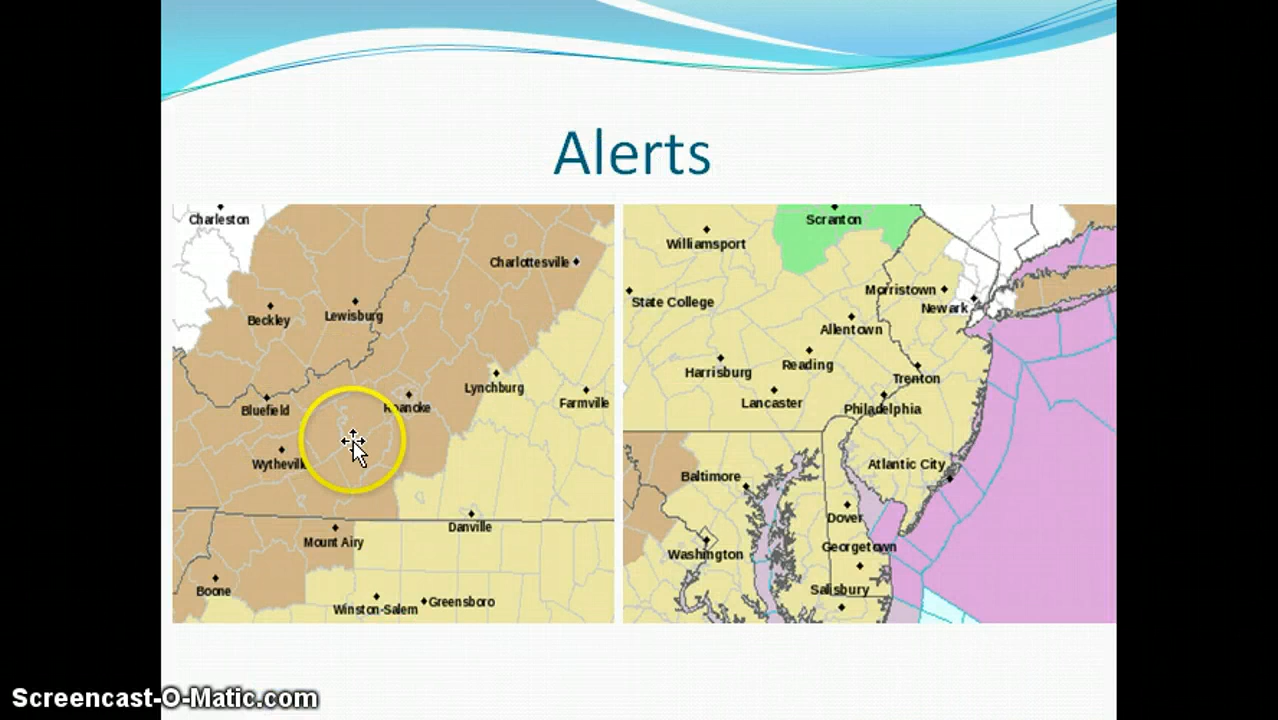 Alerts
Charleston
Charlottesville
Beckley
Lewisburg
Lynchburg
Farmville
Bluefield
Roanoke
Wytheville
Danville
Mount Airy
Boone
Winston-Salem
Greensboro
Scranton
Williamsport
State College
Morristown
Newark
Allentown
Harrisburg
Reading
Trenton
Lancaster
Philadelphia
Baltimore
Atlantic City
Dover
Washington
Georgetown
Salisbury
Screencast-O-Matic.com